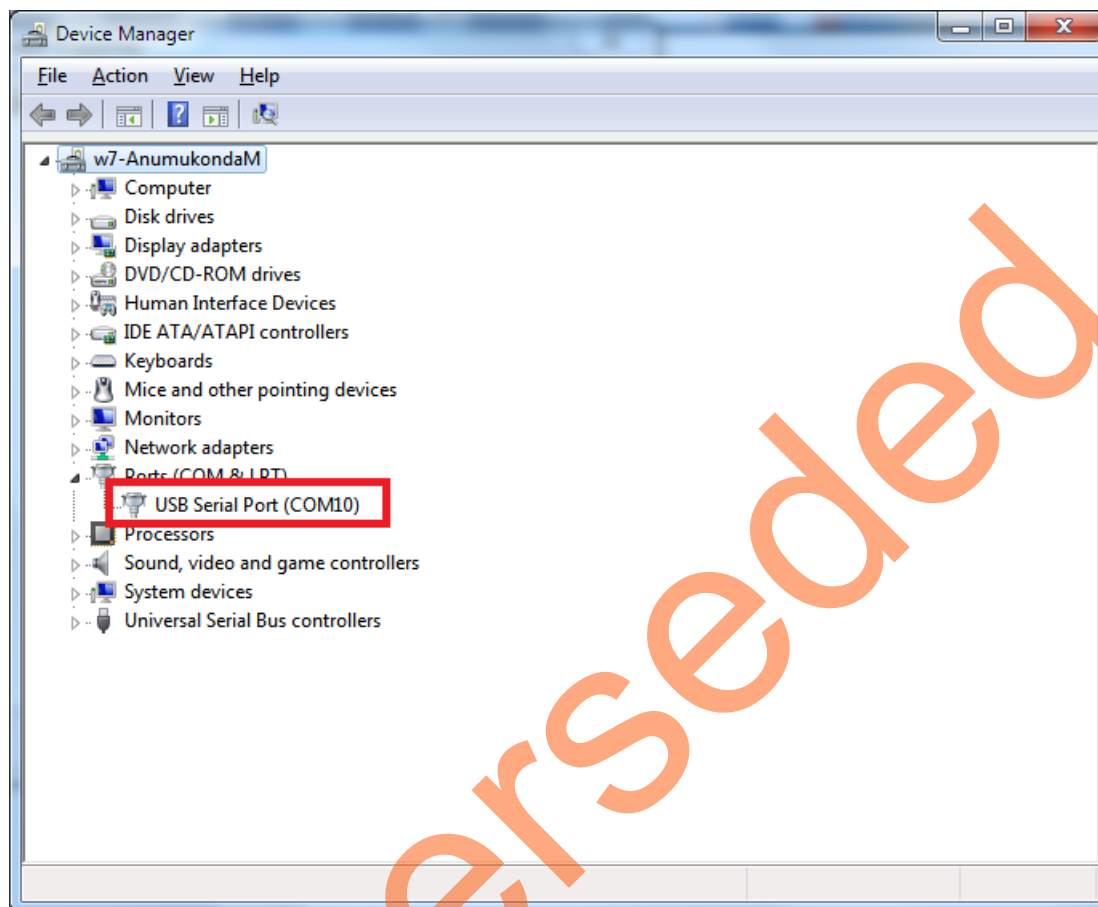 Device Manager
File Action View Help
w7-AnumukondaM
Computer
Disk drives
Display adapters
DVD/CD-ROM drives
Human Interface Devices
IDE ATA/ATAPI controllers
Keyboards
Mice and other pointing devices
Monitors
Network adapters
Ports (COM & LPT)
USB Serial Port (COM10)
Processors
Sound, video and game controllers
System devices
Universal Serial Bus controllers
erseded